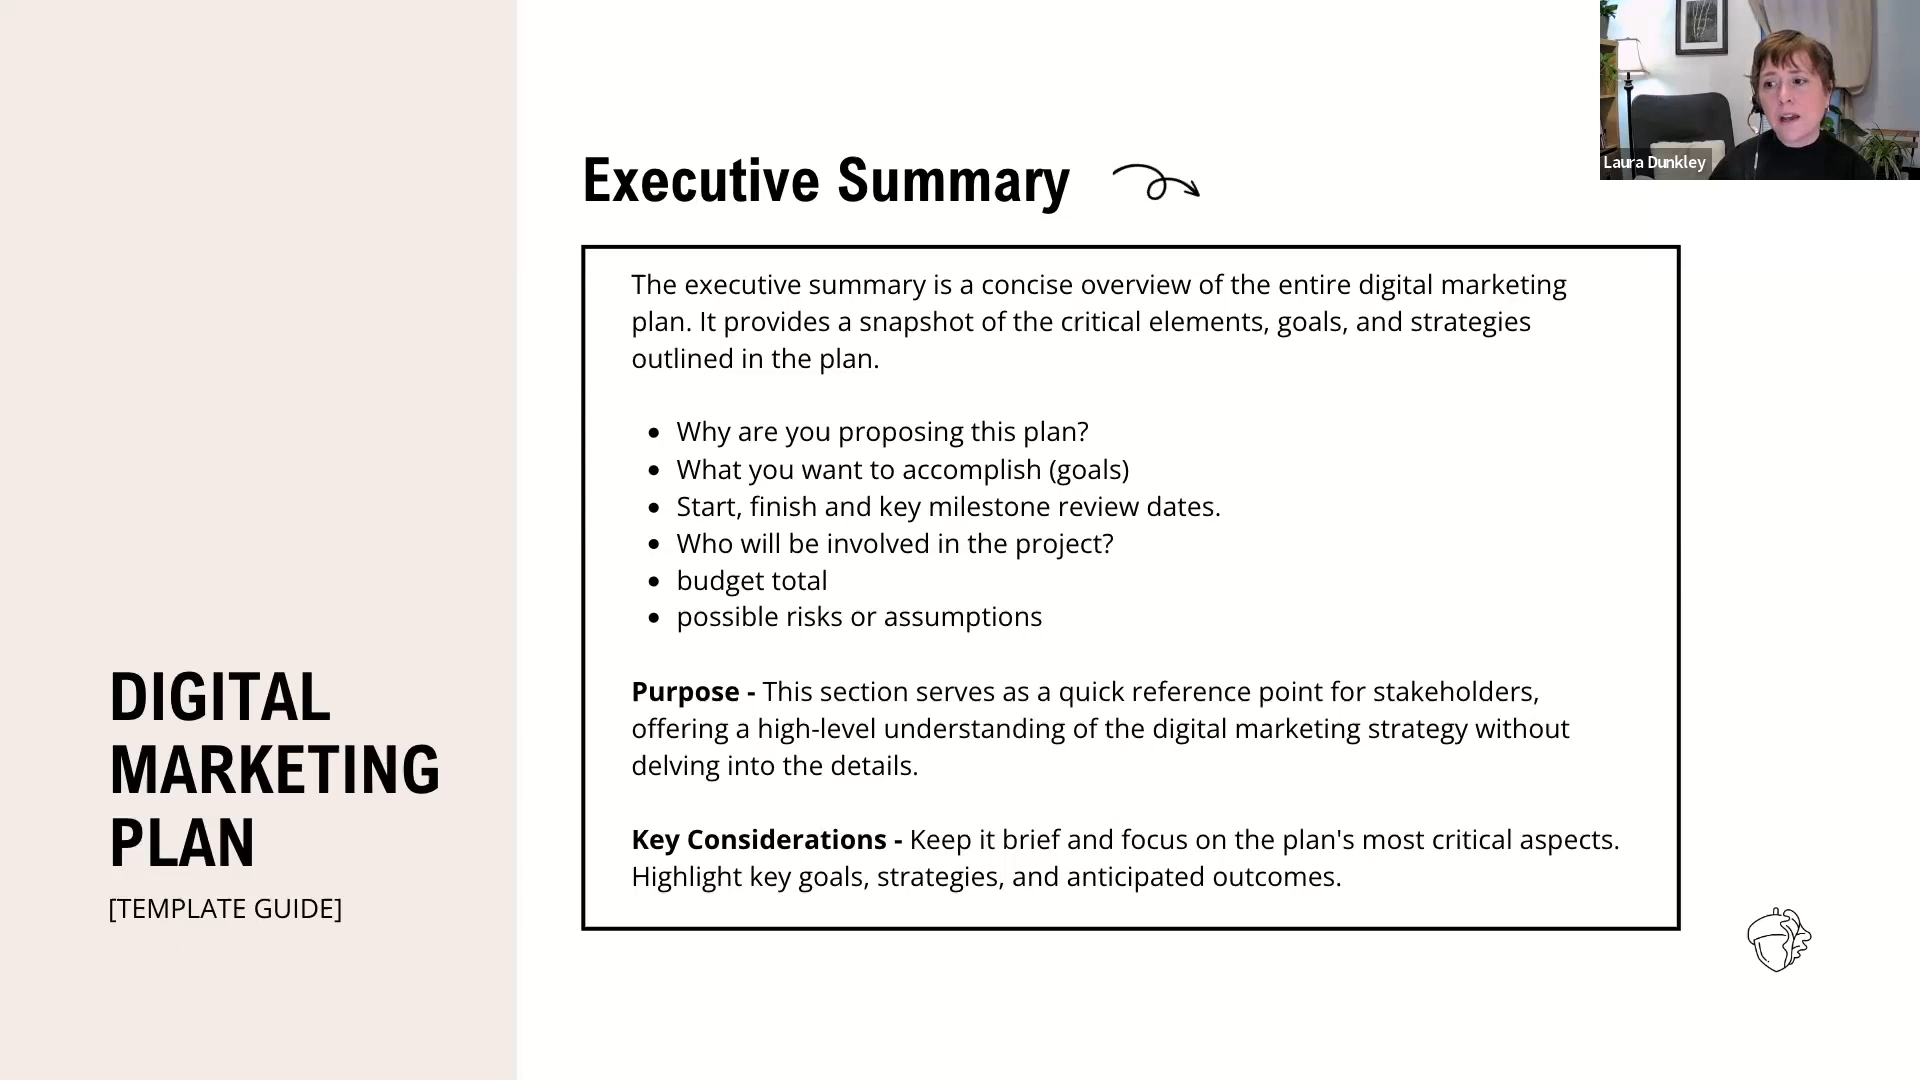 Executive Summary
Laura Dunkley
The executive summary is a concise overview of the entire digital marketing
plan. It provides a snapshot of the critical elements, goals, and strategies
outlined in the plan.
• Why are you proposing this plan?
• What you want to accomplish (goals)
• Start, finish and key milestone review dates.
• Who will be involved in the project?
• budget total
• possible risks or assumptions
Purpose - This section serves as a quick reference point for stakeholders,
offering a high-level understanding of the digital marketing strategy without
delving into the details.
Key Considerations - Keep it brief and focus on the plan's most critical aspects.
Highlight key goals, strategies, and anticipated outcomes.
DIGITAL
MARKETING
PLAN
[TEMPLATE GUIDE]